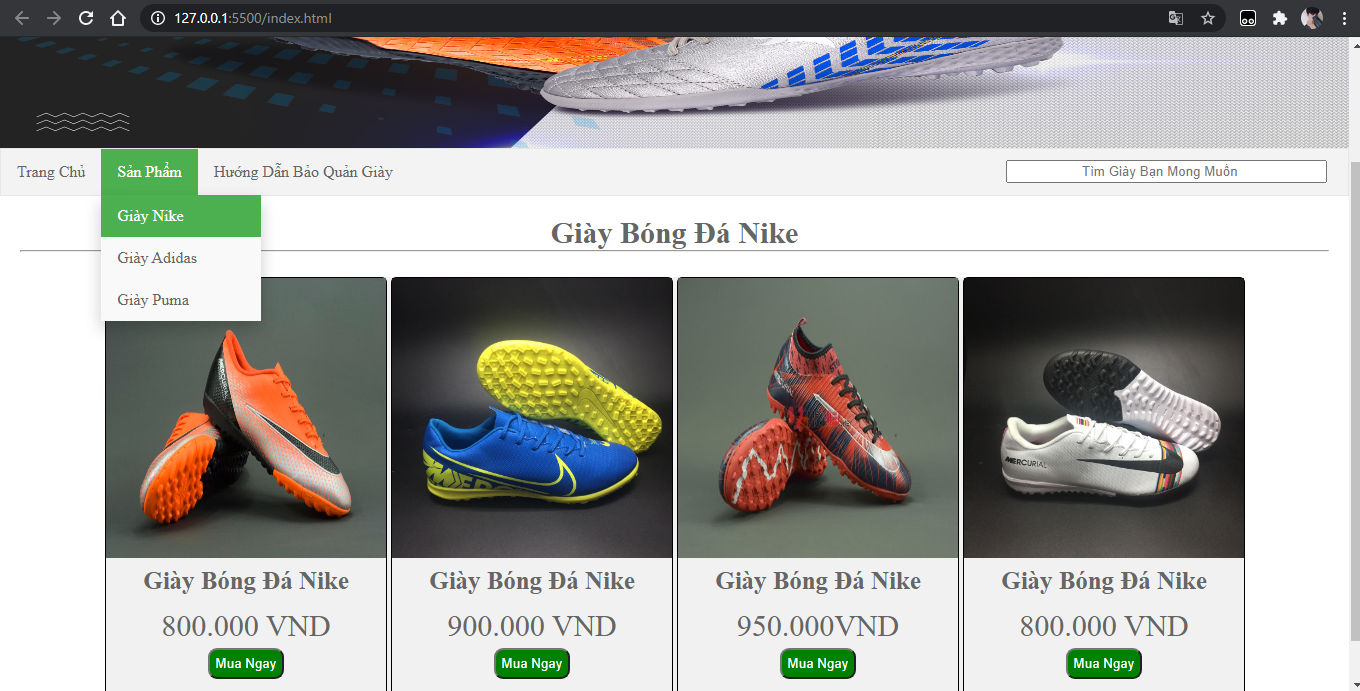 127.0.0.1:5500/index.html
Trang Chủ
Sản Phẩm
Hướng Dẫn Bảo Quản Giày
Tìm Giày Bạn Mong Muốn
Giày Nike
Giày Adidas
Giày Puma
Giày Bóng Đá Nike
MERCURIAL
Giày Bóng Đá Nike
Giày Bóng Đá Nike
Giày Bóng Đá Nike
Giày Bóng Đá Nike
800.000 VND
900.000 VND
950.000VND
800.000 VND
Mua Ngay
Mua Ngay
Mua Ngay
Mua Ngay